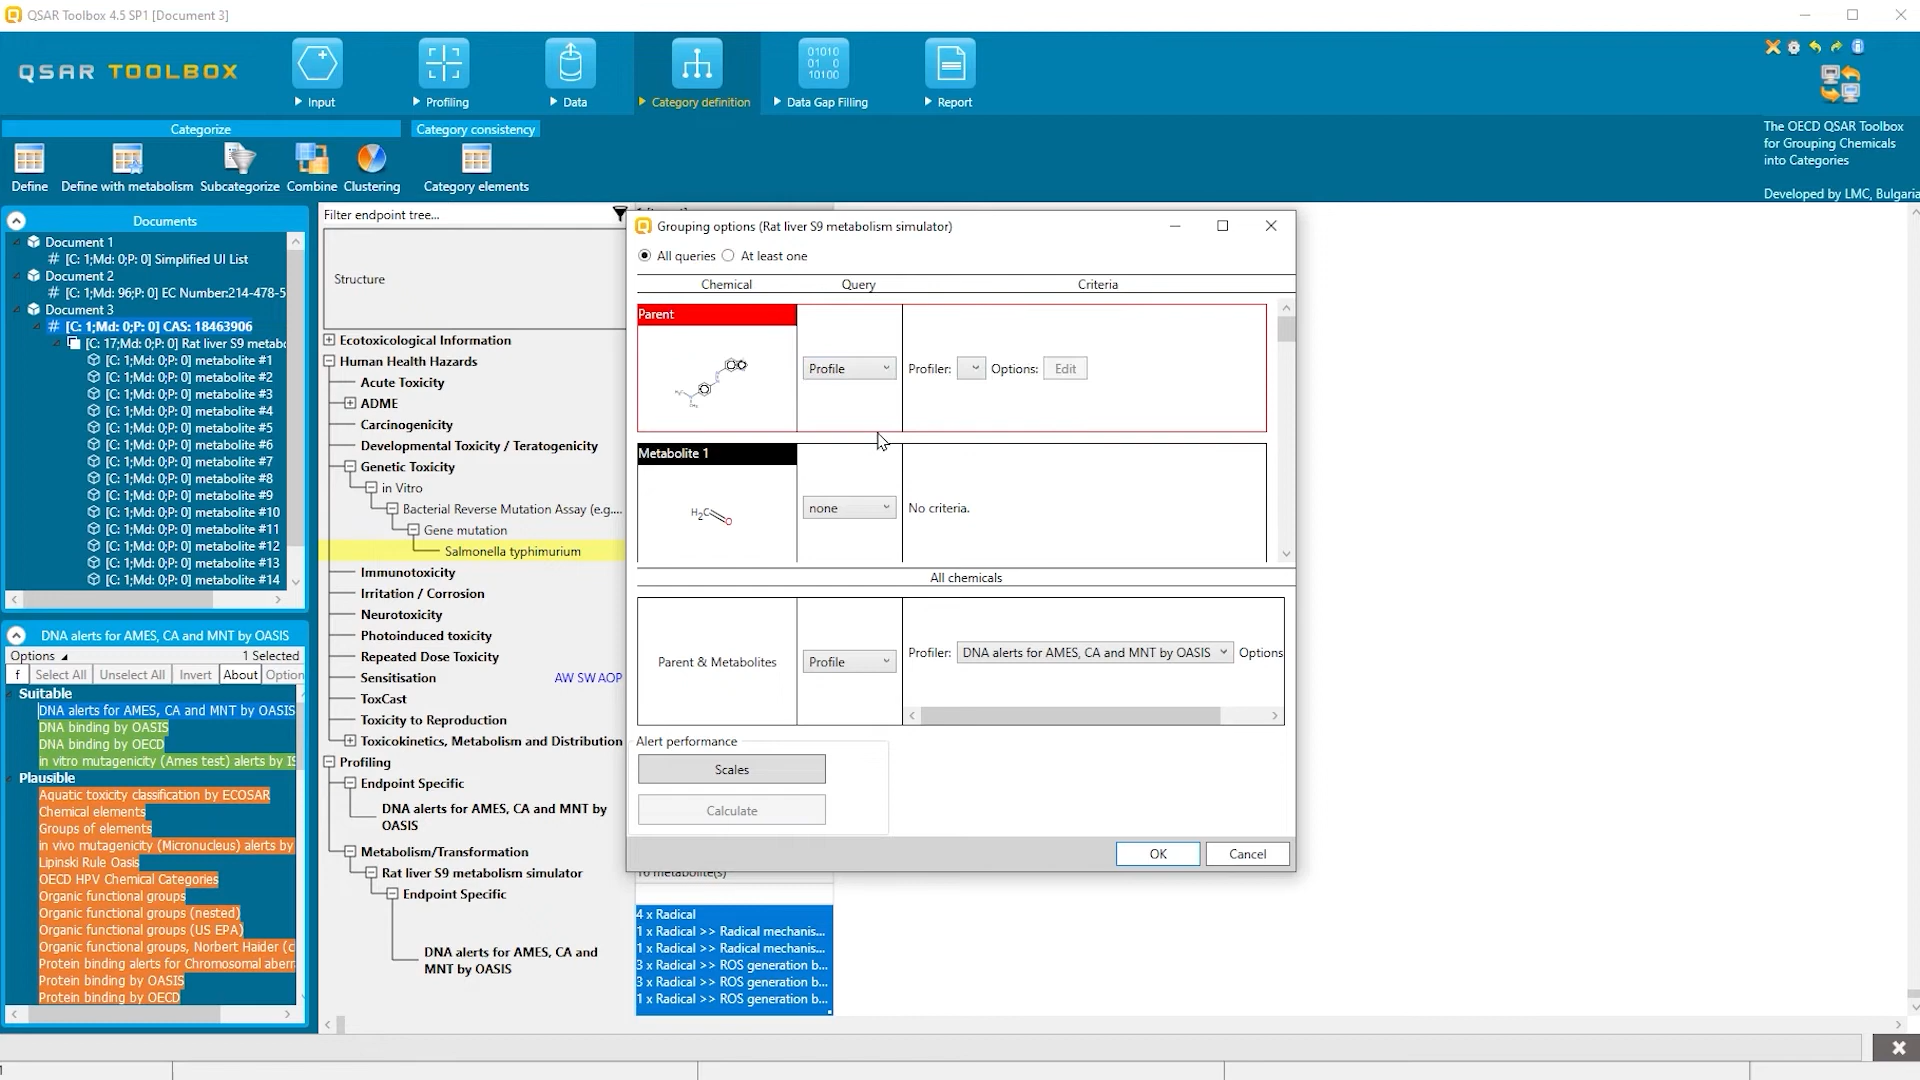 QSAR Toolbox 4.5 SP1 [Document 3]
QSAR TOOLBOX
Input
Profiling
Data
Category definition
Data Gap Filling
Report
01010
01 0
10100
The OECD QSAR Toolbox
for Grouping Chemicals
into Categories
Developed by LMC, Bulgaria
Categorize
Category consistency
Define
Define with metabolism
Subcategorize
Combine
Clustering
Category elements
Documents
Document 1
# [C: 1;Md: 0;P: 0] Simplified UI List
Document 2
# [C: 1;Md: 96;P: 0] EC Number:214-478-5
Document 3
# [C: 1;Md: 0;P: 0] CAS: 18463906
[C: 17;Md: 0;P: 0] Rat liver S9 metabo
[C: 1;Md: 0;P: 0] metabolite #1
[C: 1;Md: 0;P: 0] metabolite #2
[C: 1;Md: 0;P: 0] metabolite #3
[C: 1;Md: 0;P: 0] metabolite #4
[C: 1;Md: 0;P: 0] metabolite #5
[C: 1;Md: 0;P: 0] metabolite #6
[C: 1;Md: 0;P: 0] metabolite #7
[C: 1;Md: 0;P: 0] metabolite #8
[C: 1;Md: 0;P: 0] metabolite #9
[C: 1;Md: 0;P: 0] metabolite #10
[C: 1;Md: 0;P: 0] metabolite #11
[C: 1;Md: 0;P: 0] metabolite #12
[C: 1;Md: 0;P: 0] metabolite #13
[C: 1;Md: 0;P: 0] metabolite #14
DNA alerts for AMES, CA and MNT by OASIS
Options
1 Selected
f Select All Unselect All Invert About Option
Suitable
DNA alerts for AMES, CA and MNT by OASIS
DNA binding by OASIS
DNA binding by OECD
in vitro mutagenicity (Ames test) alerts by IS
Plausible
Aquatic toxicity classification by ECOSAR
Chemical elements
Groups of elements
in vivo mutagenicity (Micronucleus) alerts by
Lipinski Rule Oasis
OECD HPV Chemical Categories
Organic functional groups
Organic functional groups (nested)
Organic functional groups (US EPA)
Organic functional groups, Norbert Haider (c
Protein binding alerts for Chromosomal aberr
Protein binding by OASIS
Protein binding by OECD
Filter endpoint tree...
Structure
Ecotoxicological Information
Human Health Hazards
Acute Toxicity
ADME
Carcinogenicity
Developmental Toxicity / Teratogenicity
Genetic Toxicity
in Vitro
Bacterial Reverse Mutation Assay (e.g....
Gene mutation
Salmonella typhimurium
Immunotoxicity
Irritation / Corrosion
Neurotoxicity
Photoinduced toxicity
Repeated Dose Toxicity
Sensitisation AW SW AOP
ToxCast
Toxicity to Reproduction
Toxicokinetics, Metabolism and Distribution
Profiling
Endpoint Specific
DNA alerts for AMES, CA and MNT by
OASIS
Metabolism/Transformation
Rat liver S9 metabolism simulator
Endpoint Specific
DNA alerts for AMES, CA and
MNT by OASIS
16 metabolite(s)
4 x Radical
1 x Radical >> Radical mechanis...
1 x Radical >> Radical mechanis...
3 x Radical >> ROS generation b...
3 x Radical >> ROS generation b...
1 x Radical >> ROS generation b...
Grouping options (Rat liver S9 metabolism simulator)
All queries At least one
Chemical Query Criteria
Parent
Profile
Profiler: Options: Edit
Metabolite 1
H2C O
none
No criteria.
All chemicals
Parent & Metabolites
Profile
Profiler: DNA alerts for AMES, CA and MNT by OASIS Options
Alert performance
Scales
Calculate
OK
Cancel